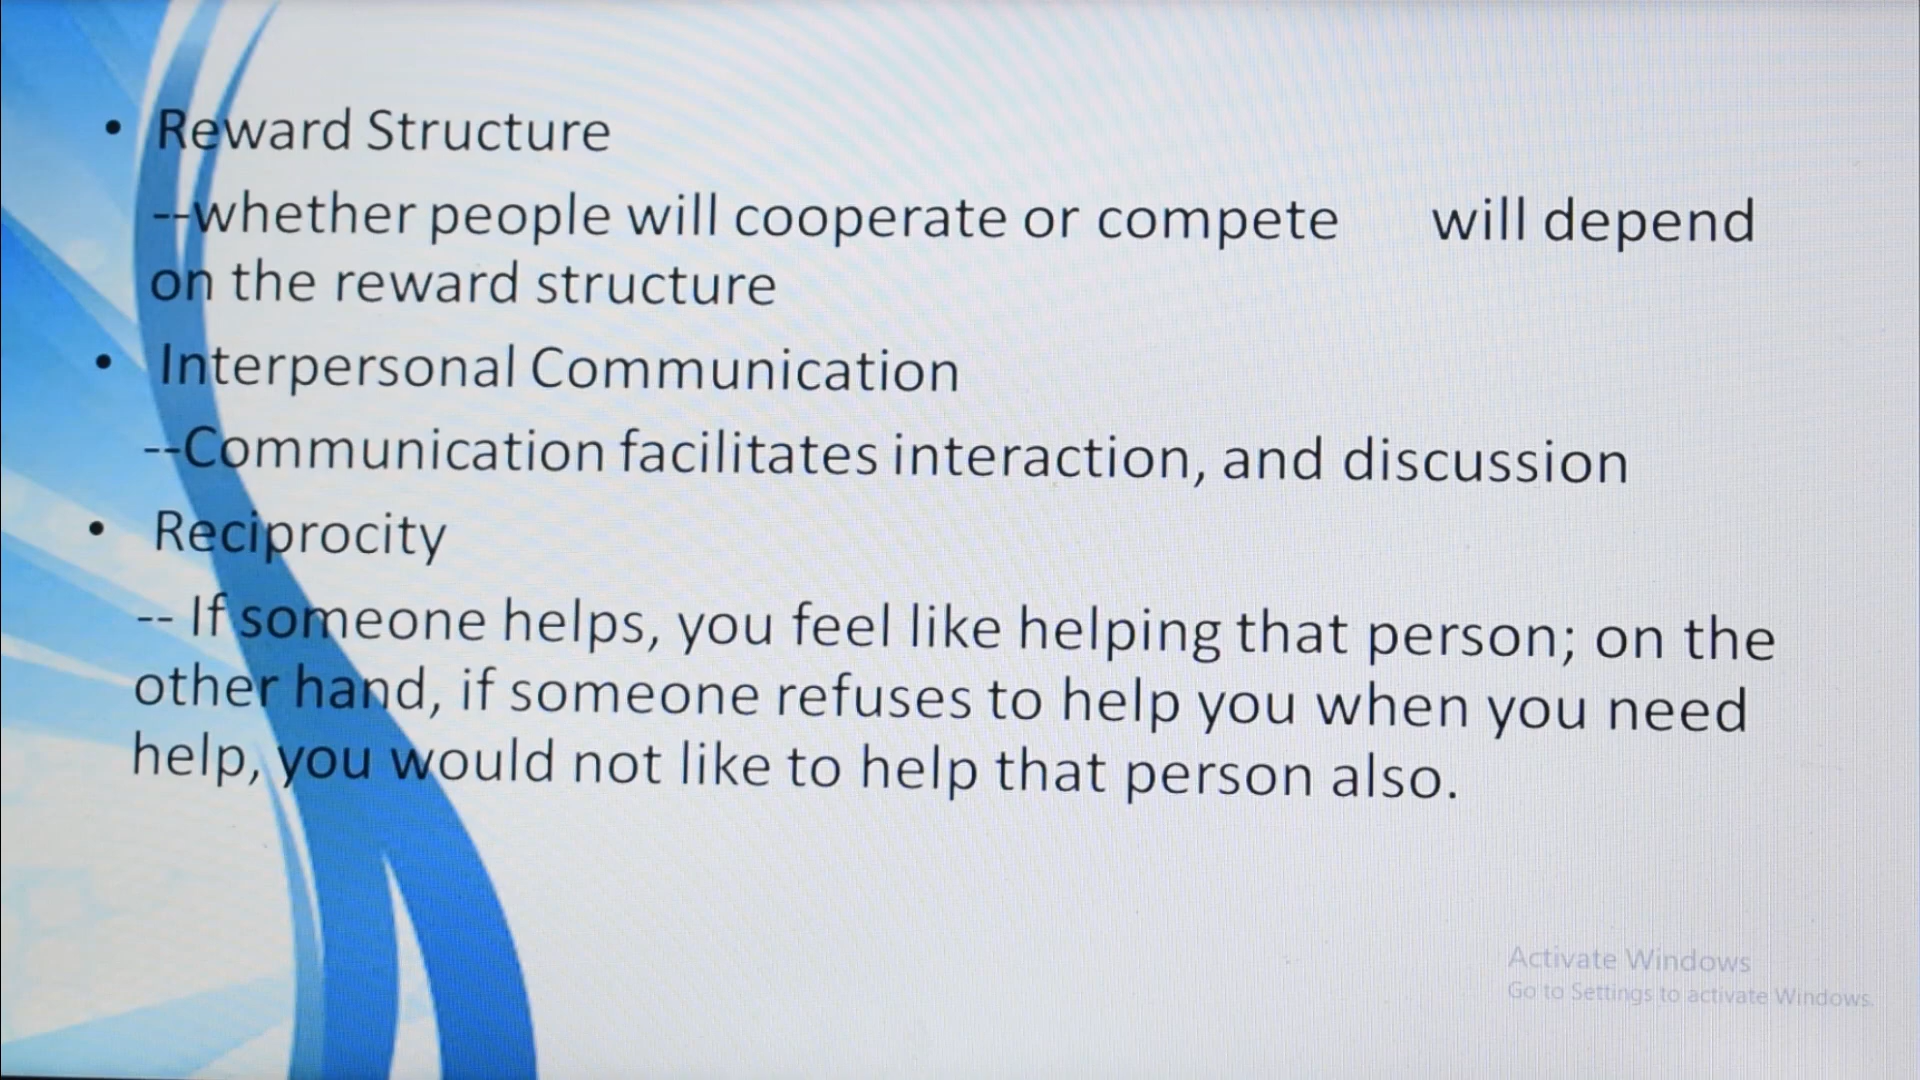 • Reward Structure
--whether people will cooperate or compete will depend
on the reward structure
• Interpersonal Communication
--Communication facilitates interaction, and discussion
• Reciprocity
-- If someone helps, you feel like helping that person; on the
other hand, if someone refuses to help you when you need
help, you would not like to help that person also.
Activate Windows
Go to Settings to activate Windows.